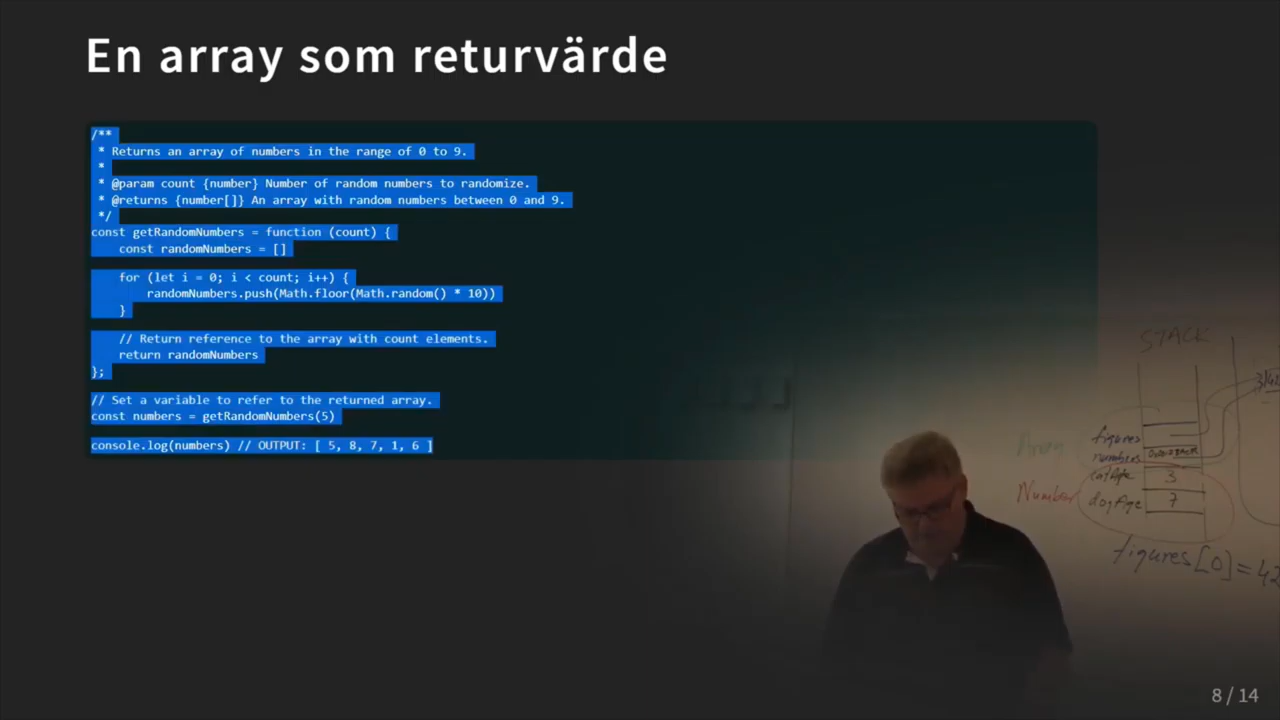 En array som returvärde
/**
 * Returns an array of numbers in the range of 0 to 9.
 *
 * @param count {number} Number of random numbers to randomize.
 * @returns {number[]} An array with random numbers between 0 and 9.
 */
const getRandomNumbers = function (count) {
    const randomNumbers = []
    for (let i = 0; i < count; i++) {
        randomNumbers.push(Math.floor(Math.random() * 10))
    }
    // Return reference to the array with count elements.
    return randomNumbers
};
// Set a variable to refer to the returned array.
const numbers = getRandomNumbers(5)
console.log(numbers) // OUTPUT: [ 5, 8, 7, 1, 6 ]
STACK
figures
numbers
catAge 3
Number
dogAge 7
figures[0] = 42
8 / 14